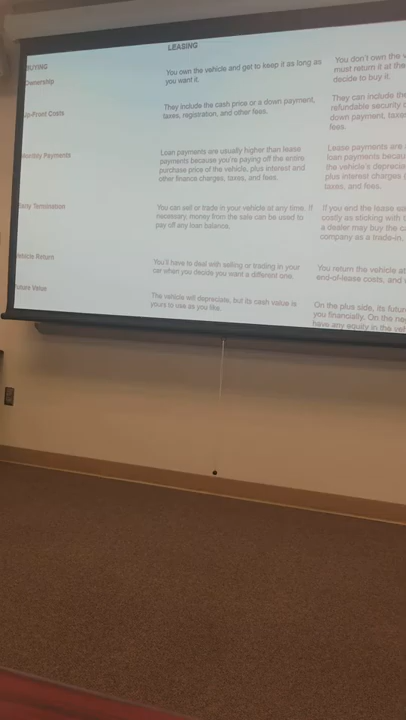 BUYING
LEASING
Ownership
You own the vehicle and get to keep it as long as
you want it.
You don't own the
must return it at the
decide to buy it.
Up-Front Costs
They include the cash price or a down payment,
taxes, registration, and other fees.
They can include the
refundable security
down payment, taxes
fees.
Monthly Payments
Loan payments are usually higher than lease
payments because you're paying off the entire
purchase price of the vehicle, plus interest and
other finance charges, taxes, and fees.
Lease payments are
loan payments
the vehicle's
plus interest charges
taxes, and fees.
Early Termination
You can sell or trade in your vehicle at any time. If
necessary, money from the sale can be used to
pay off any loan balance.
If you end the lease
costly as sticking with
a dealer may buy the
company as a trade-in.
Vehicle Return
You'll have to deal with selling or trading in your
car when you decide you want a different one.
You return the vehicle at
end-of-lease costs, and
Future Value
The vehicle will depreciate, but its cash value is
yours to use as you like.
On the plus side, its
you financially. On the
have any equity in the